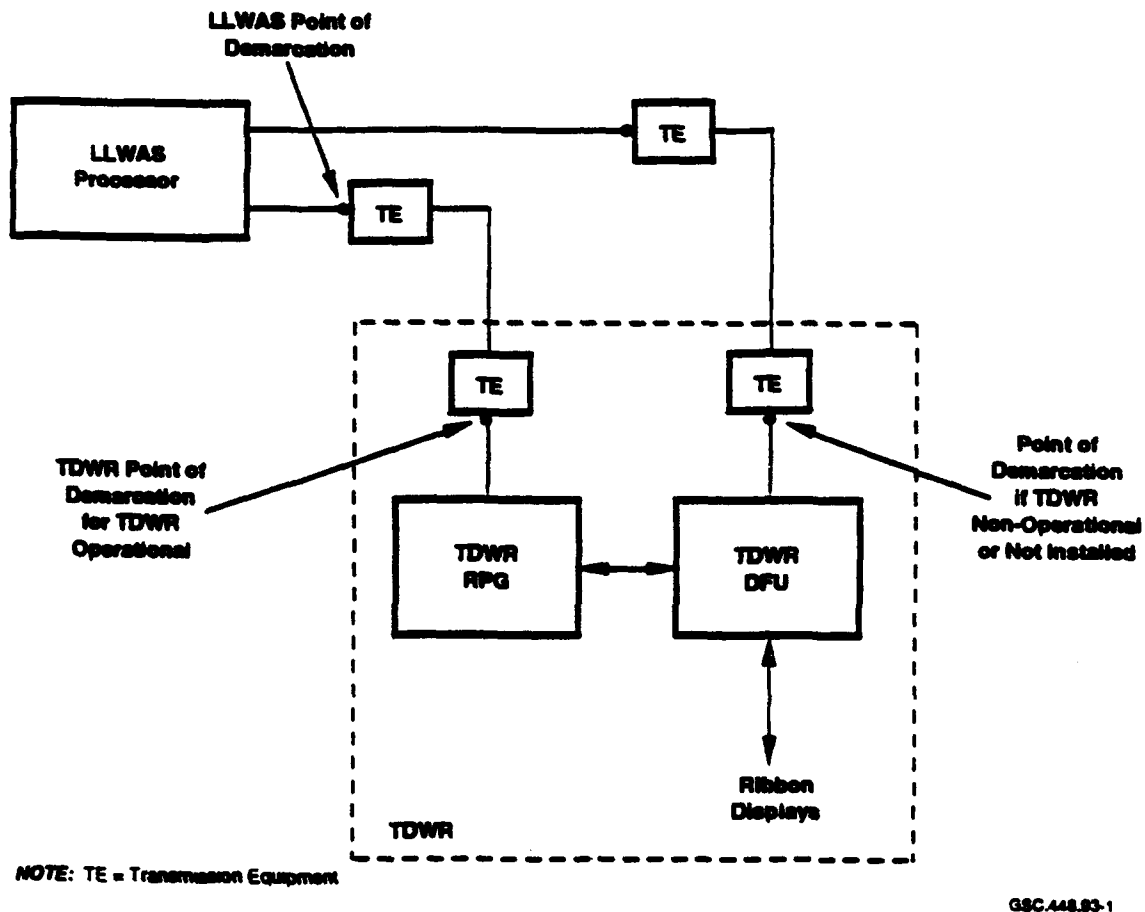 LLWAS Point of
Demarcation
LLWAS
Processor
TE
TE
TE
TE
TDWR Point of
Demarcation
for TDWR
Operational
Point of
Demarcation
if TDWR
Non-Operational
or Not Installed
TDWR
RPG
TDWR
DFU
Ribbon
Displays
TDWR
NOTE: TE = Transmission Equipment
GSC.448.93-1